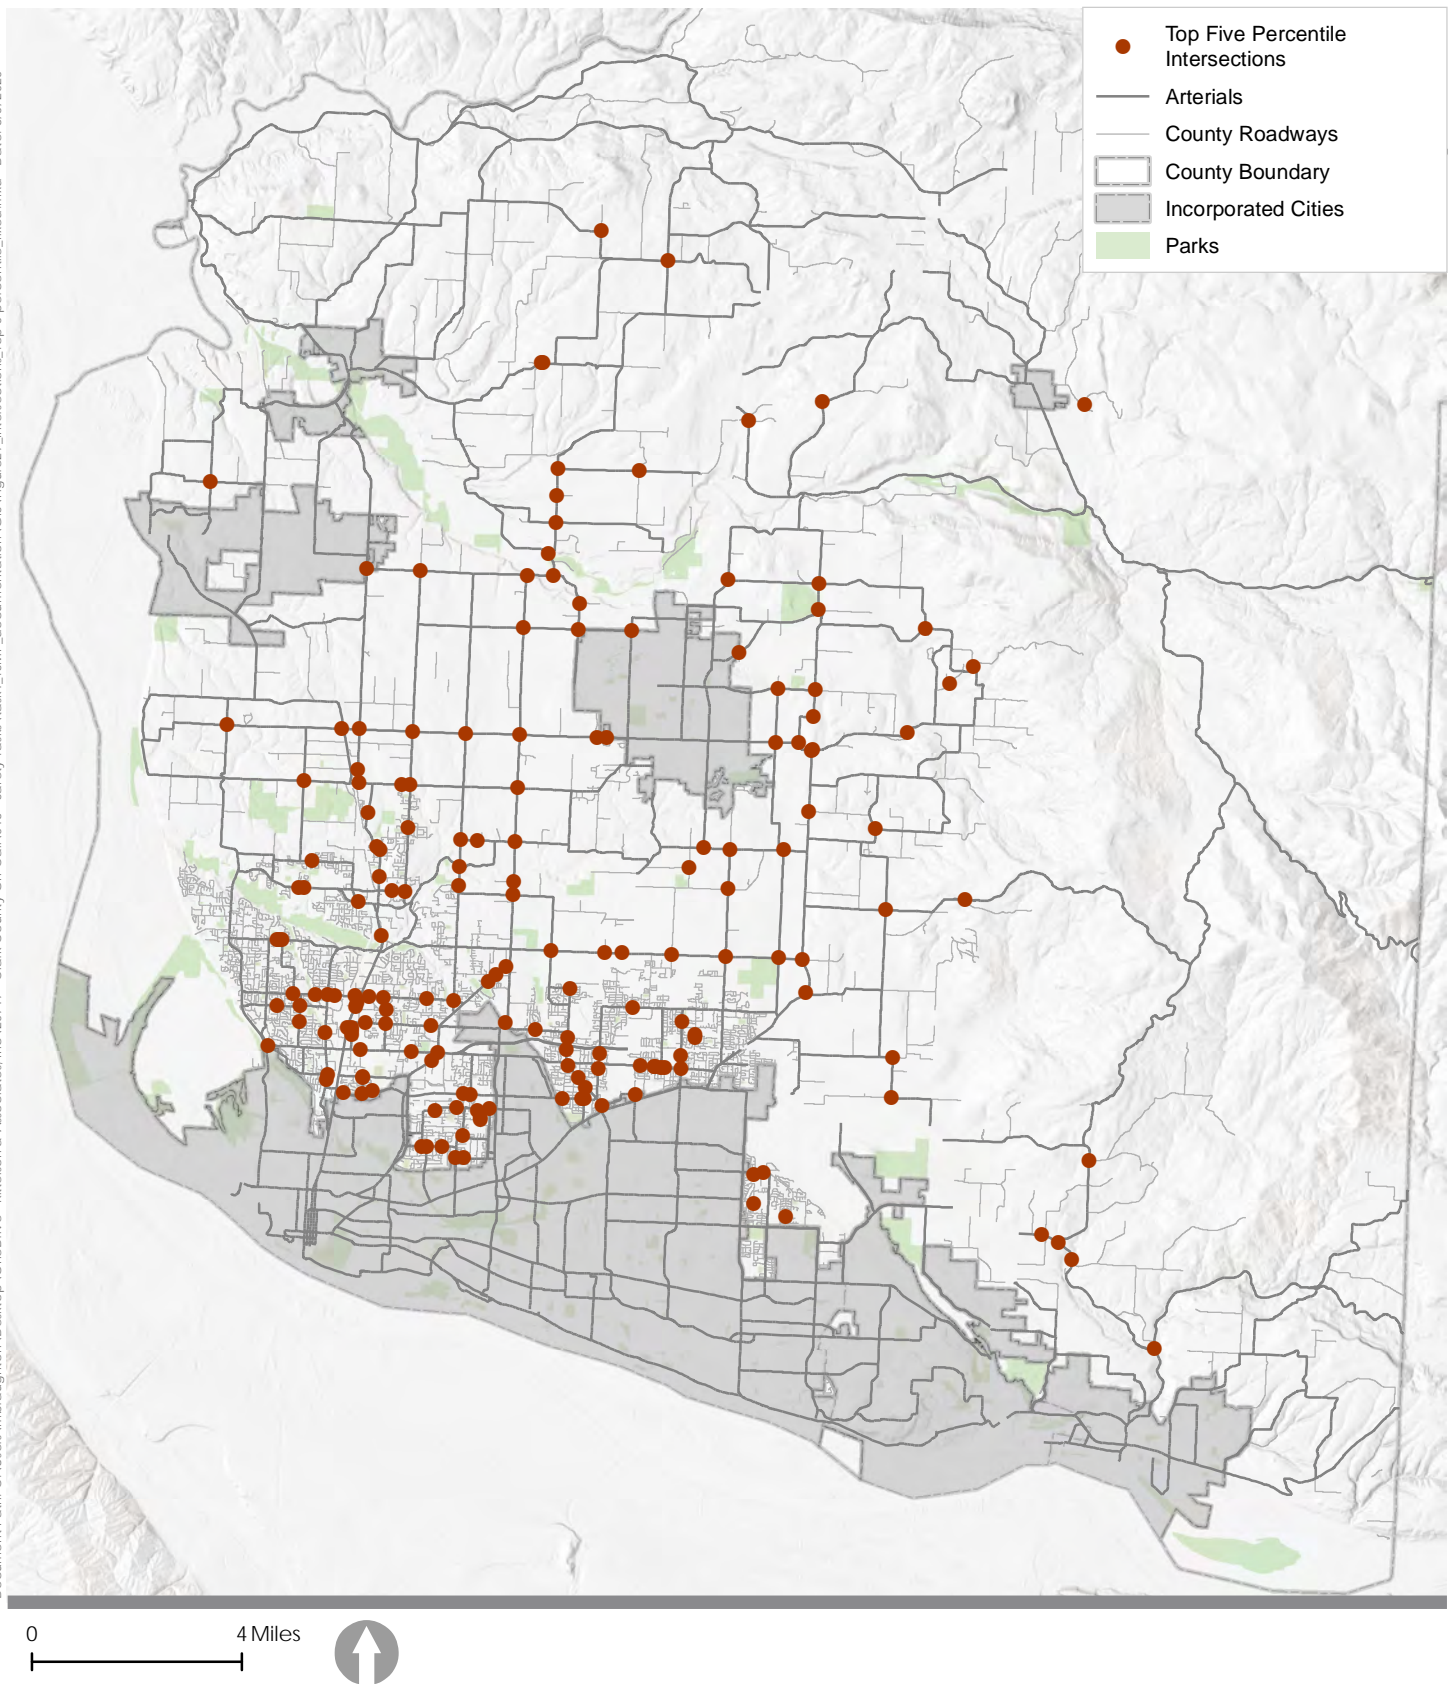 Top Five Percentile
Intersections
Arterials
County Roadways
County Boundary
Incorporated Cities
Parks
0
4 Miles